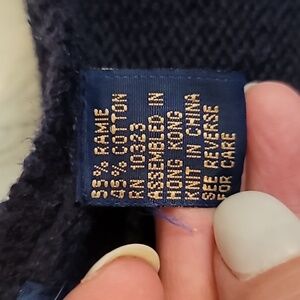 55% RAMIE
45% COTTON
RN 10323
ASSEMBLED IN
HONG KONG
KNIT IN CHINA
SEE REVERSE
FOR CARE